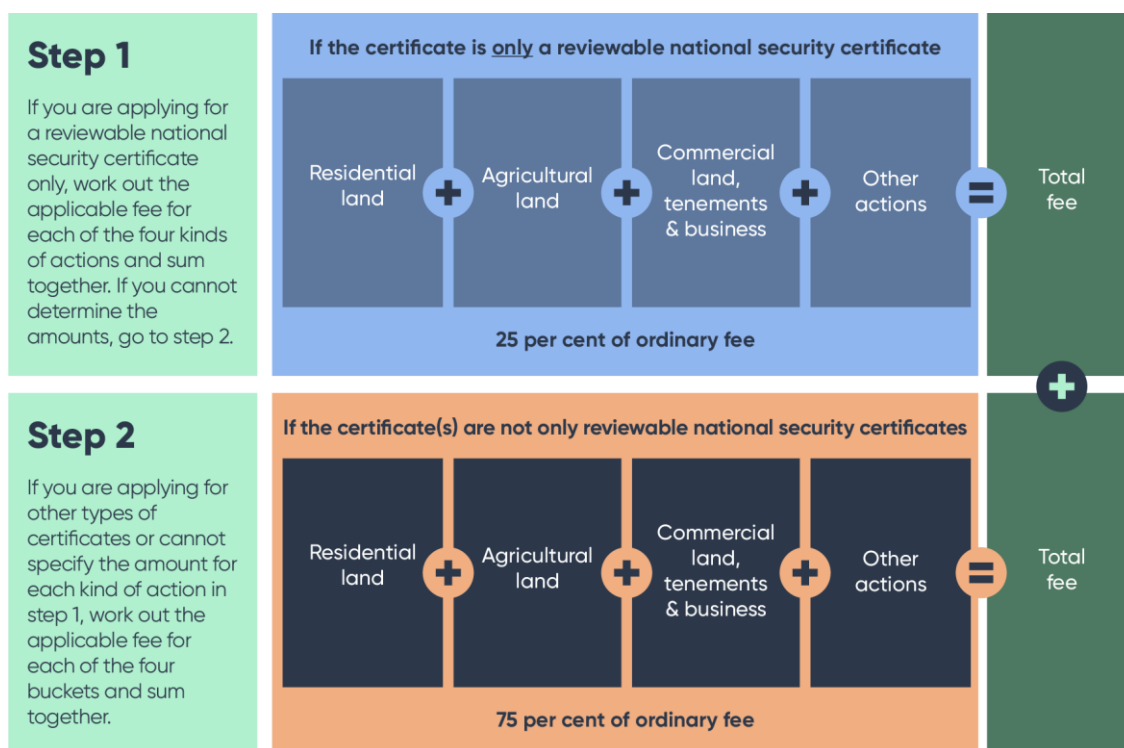 Step 1
If you are applying for
a reviewable national
security certificate
only, work out the
applicable fee for
each of the four kinds
of actions and sum
together. If you cannot
determine the
amounts, go to step 2.
If the certificate is only a reviewable national security certificate
Residential
land
+
Agricultural
land
+
Commercial
land,
tenements
& business
+
Other
actions
=
Total
fee
25 per cent of ordinary fee
+
Step 2
If you are applying for
other types of
certificates or cannot
specify the amount for
each kind of action in
step 1, work out the
applicable fee for
each of the four
buckets and sum
together.
If the certificate(s) are not only reviewable national security certificates
Residential
land
+
Agricultural
land
+
Commercial
land,
tenements
& business
+
Other
actions
=
Total
fee
75 per cent of ordinary fee